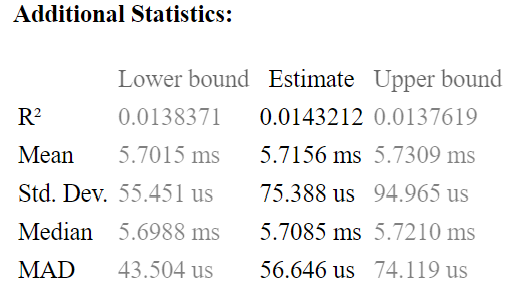 Additional Statistics:
Lower bound Estimate Upper bound
R² 0.0138371 0.0143212 0.0137619
Mean 5.7015 ms 5.7156 ms 5.7309 ms
Std. Dev. 55.451 us 75.388 us 94.965 us
Median 5.6988 ms 5.7085 ms 5.7210 ms
MAD 43.504 us 56.646 us 74.119 us